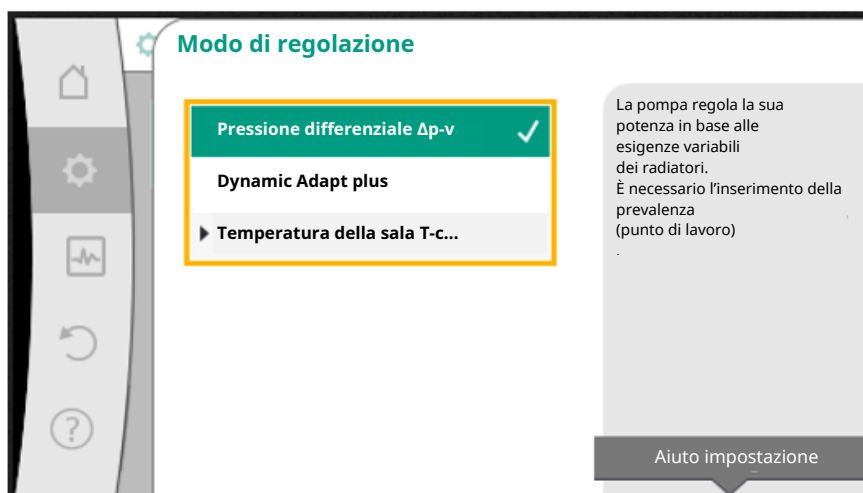 Modo di regolazione
Pressione differenziale Δp-v
Dynamic Adapt plus
Temperatura della sala T-c...
La pompa regola la sua
potenza in base alle
esigenze variabili
dei radiatori.
È necessario l'inserimento della
prevalenza
(punto di lavoro)
.
Aiuto impostazione